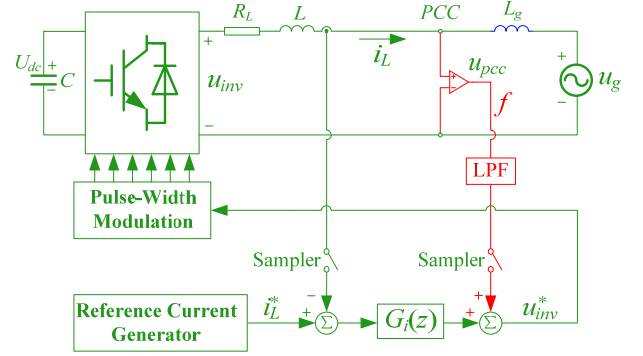 R_L L PCC L_g
U_dc + C − + u_inv − i_L u_pcc + − f + u_g −
LPF
Pulse-Width
Modulation
Sampler Sampler
Reference Current
Generator
i_L^* − + Σ G_i(z) + + Σ u_inv^*